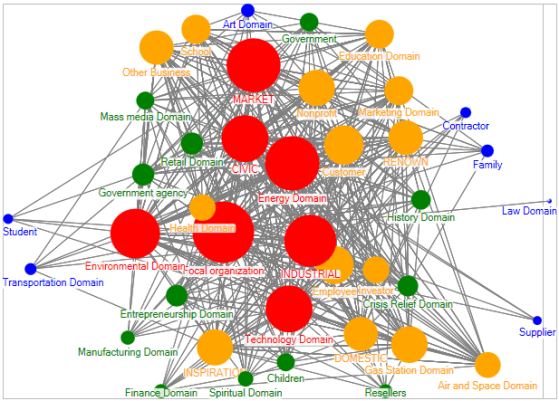 Art Domain
School
Government
Education Domain
Other Business
MARKET
Nonprofit
Marketing Domain
Mass media Domain
Contractor
Retail Domain
CIVIC
Customer
RENOWN
Family
Energy Domain
Government agency
Law Domain
History Domain
Student
Health Domain
Environmental Domain
Focal organization
INDUSTRIAL
Transportation Domain
Employee
Investor
Crisis Relief Domain
Entrepreneurship Domain
Supplier
Technology Domain
Manufacturing Domain
DOMESTIC
INSPIRATION
Gas Station Domain
Children
Air and Space Domain
Finance Domain
Spiritual Domain
Resellers